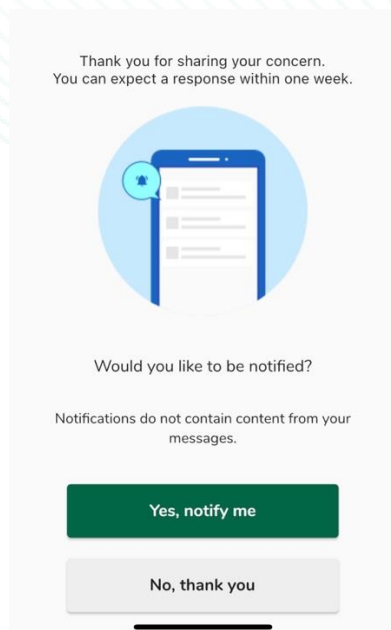 Thank you for sharing your concern.
You can expect a response within one week.
Would you like to be notified?
Notifications do not contain content from your
messages.
Yes, notify me
No, thank you